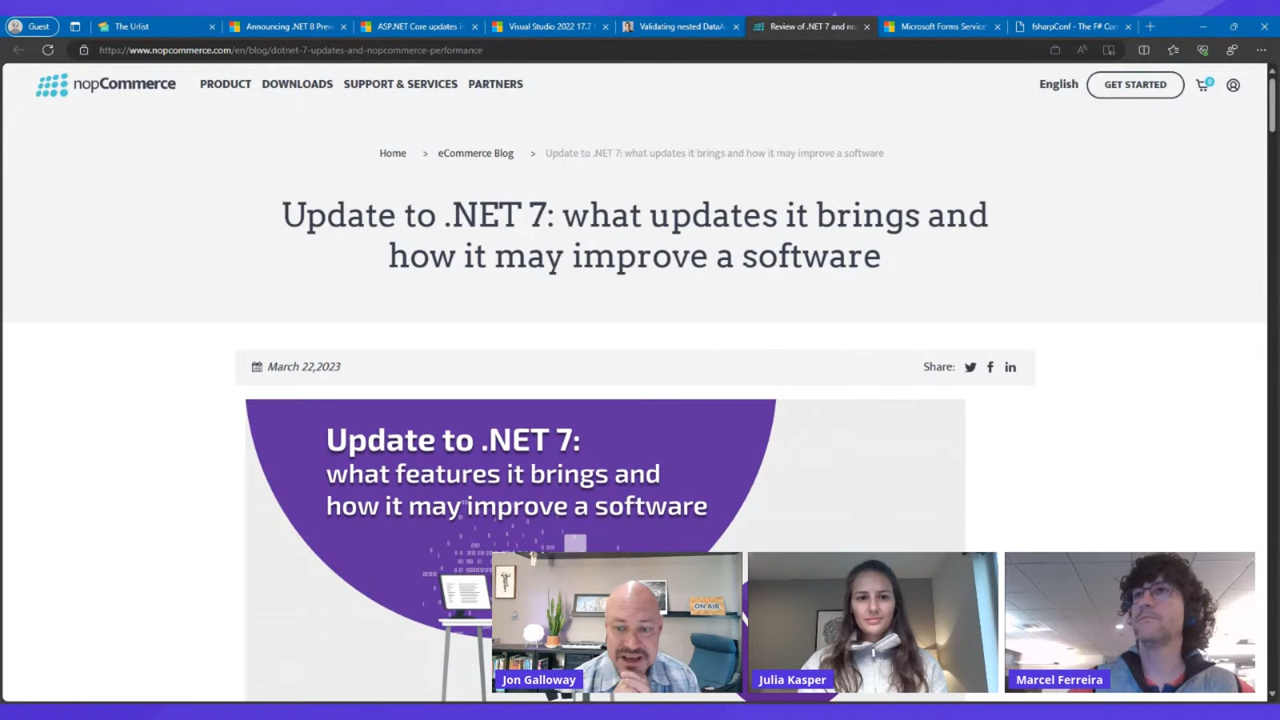 Guest
The Urlist
Announcing .NET 8 Prev
ASP.NET Core updates i
Visual Studio 2022 17.7
Validating nested DataA
Review of .NET 7 and no
Microsoft Forms Service
fsharpConf - The F# Co
https://www.nopcommerce.com/en/blog/dotnet-7-updates-and-nopcommerce-performance
nopCommerce
PRODUCT
DOWNLOADS
SUPPORT & SERVICES
PARTNERS
English
GET STARTED
0
Home > eCommerce Blog > Update to .NET 7: what updates it brings and how it may improve a software
Update to .NET 7: what updates it brings and
how it may improve a software
March 22,2023
Share:
Update to .NET 7:
what features it brings and
how it may improve a software
ON AIR
Jon Galloway
Julia Kasper
Marcel Ferreira